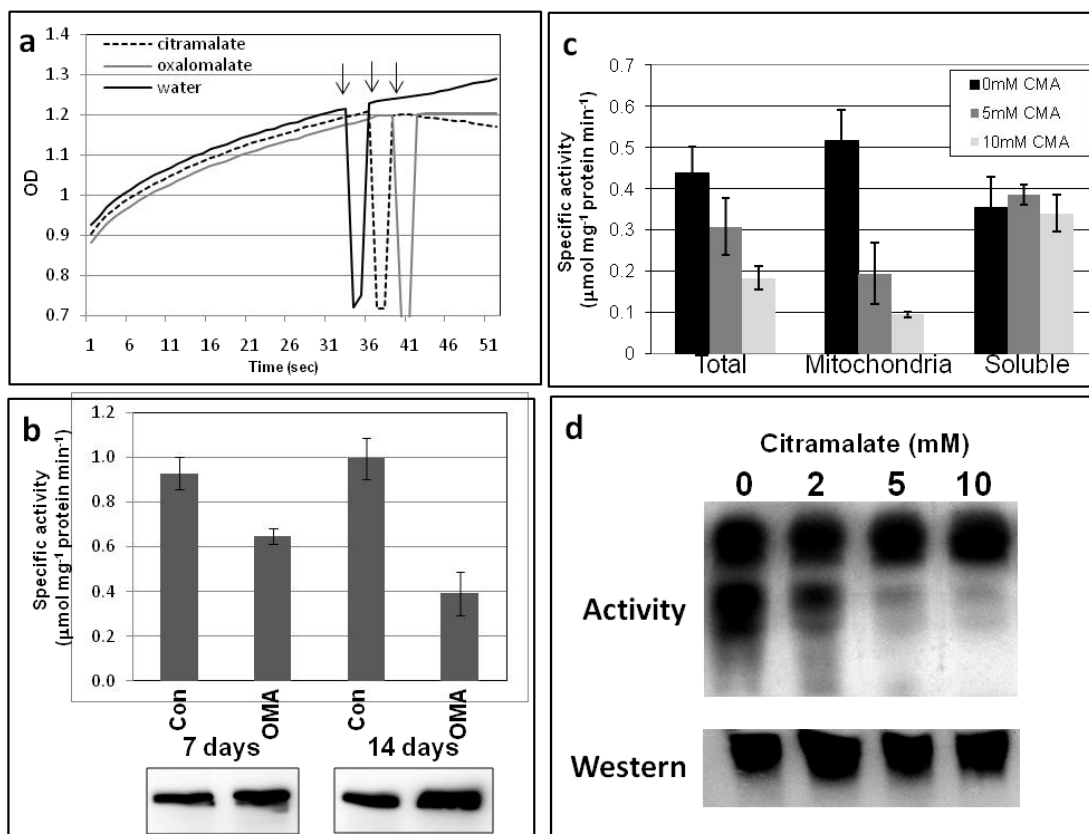 a
citramalate
oxalomalate
water
1.4
1.3
1.2
1.1
1
0.9
0.8
0.7
OD
1 6 11 16 21 26 31 36 41 46 51
Time (sec)
b
1.2
1.0
0.8
0.6
0.4
0.2
0.0
Specific activity
(µmol mg-1 protein min-1)
Con OMA Con OMA
7 days 14 days
c
0.7
0.6
0.5
0.4
0.3
0.2
0.1
0
Specific activity
(µmol mg-1 protein min-1)
0mM CMA
5mM CMA
10mM CMA
Total Mitochondria Soluble
d
Citramalate (mM)
0 2 5 10
Activity
Western